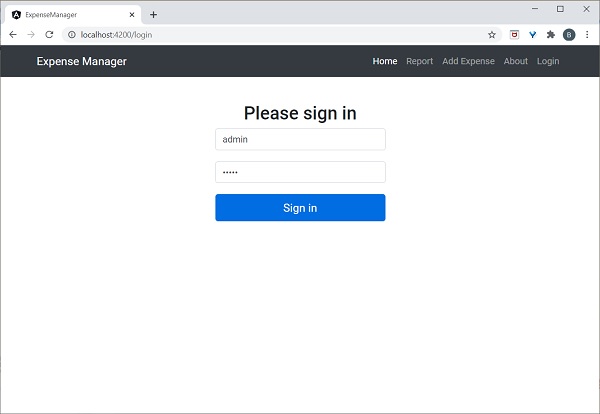 ExpenseManager
localhost:4200/login
B
Expense Manager
Home Report Add Expense About Login
Please sign in
admin
•••••
Sign in